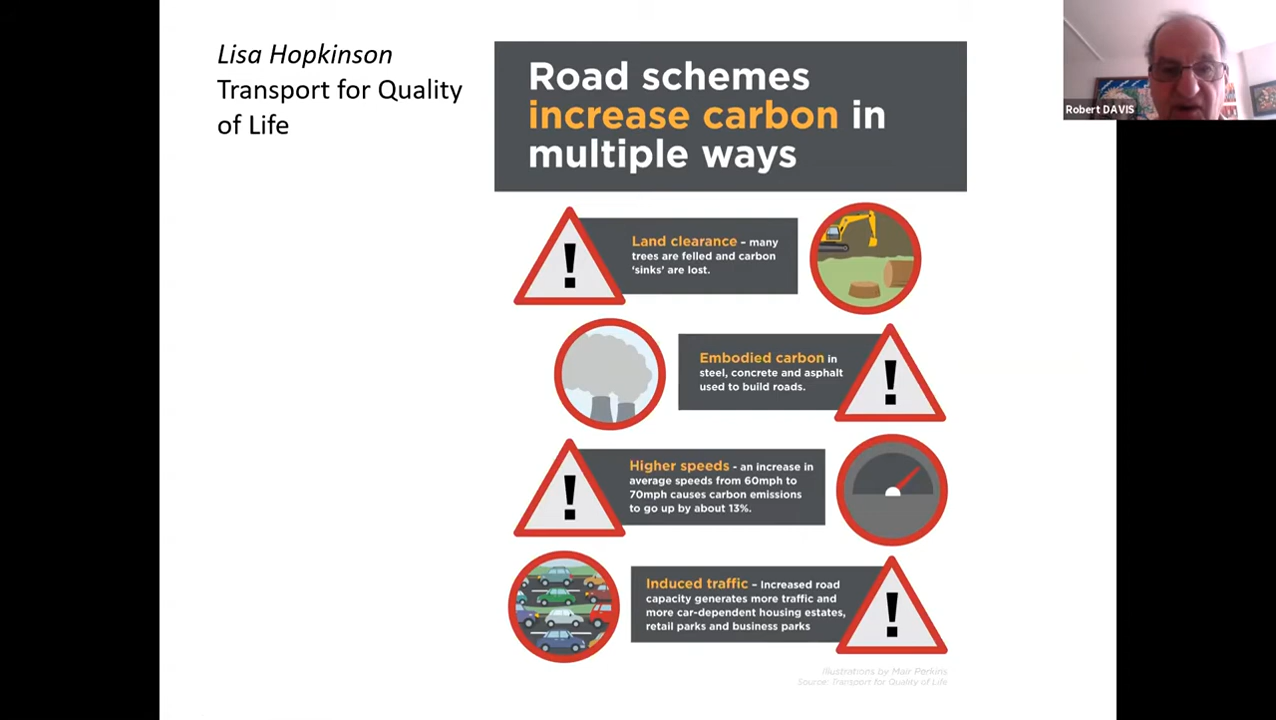 Lisa Hopkinson
Transport for Quality
of Life
Road schemes
increase carbon in
multiple ways
Robert DAVIS
!
Land clearance – many
trees are felled and carbon
‘sinks’ are lost.
Embodied carbon in
steel, concrete and asphalt
used to build roads.
!
!
Higher speeds - an increase in
average speeds from 60mph to
70mph causes carbon emissions
to go up by about 13%.
Induced traffic – Increased road
capacity generates more traffic and
more car-dependent housing estates,
retail parks and business parks
!
Illustrations by Mair Perkins
Source: Transport for Quality of Life